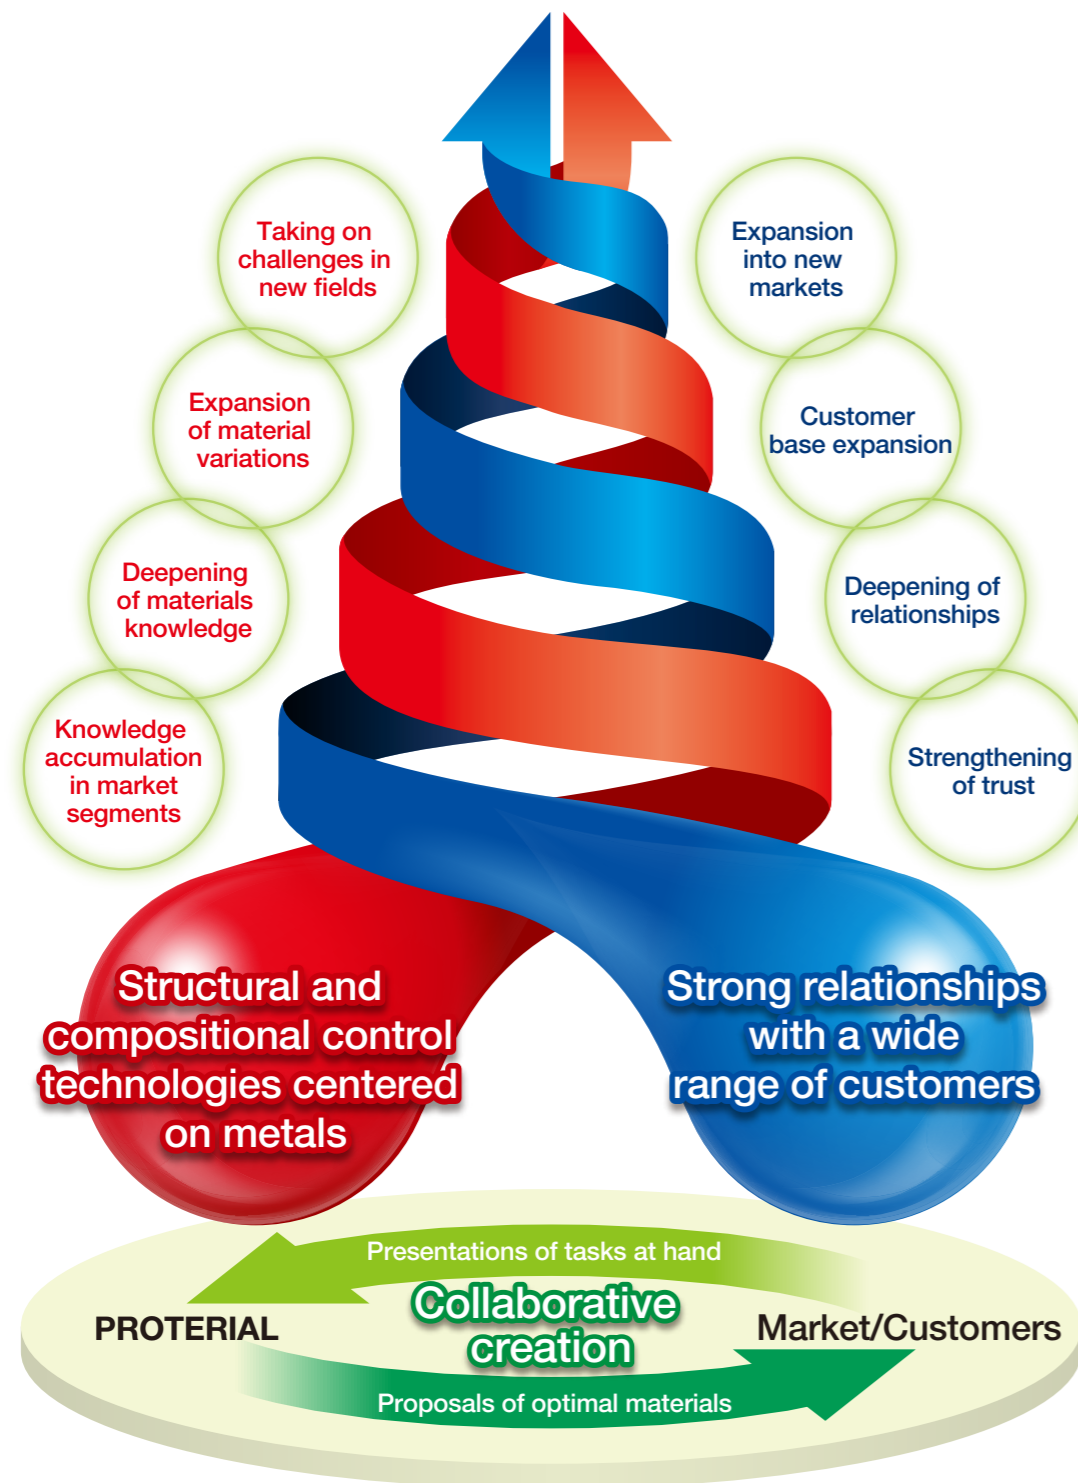 Taking on
challenges in
new fields
Expansion
into new
markets
Expansion
of material
variations
Customer
base expansion
Deepening
of materials
knowledge
Deepening of
relationships
Knowledge
accumulation
in market
segments
Strengthening
of trust
Structural and
compositional control
technologies centered
on metals
Strong relationships
with a wide
range of customers
Presentations of tasks at hand
PROTERIAL
Collaborative
creation
Market/Customers
Proposals of optimal materials